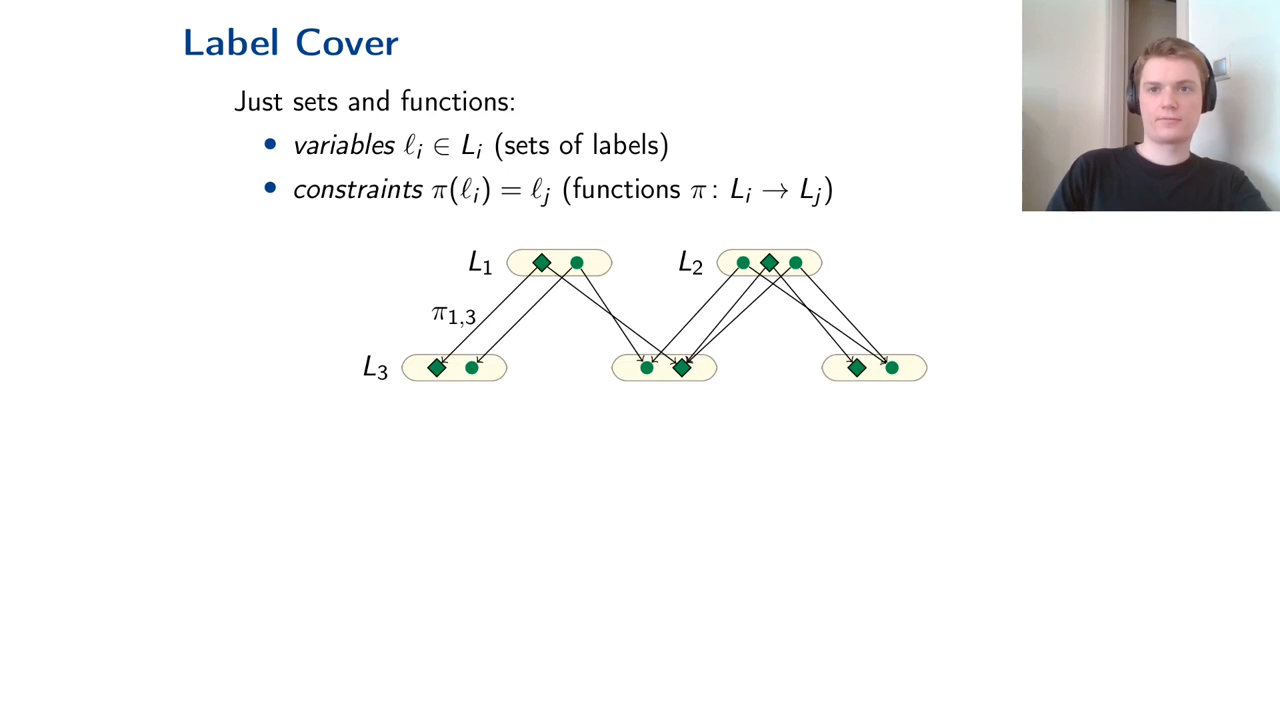 Label Cover
Just sets and functions:
• variables ℓᵢ ∈ Lᵢ (sets of labels)
• constraints π(ℓᵢ) = ℓⱼ (functions π: Lᵢ → Lⱼ)
L₁ L₂
π₁,₃
L₃